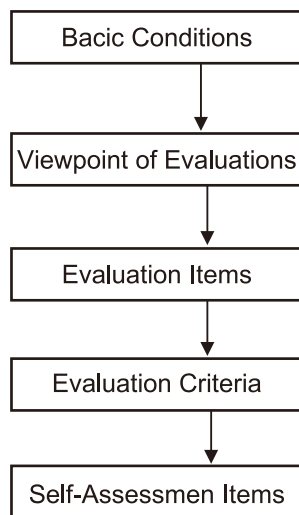 Bacic Conditions
Viewpoint of Evaluations
Evaluation Items
Evaluation Criteria
Self-Assessmen Items